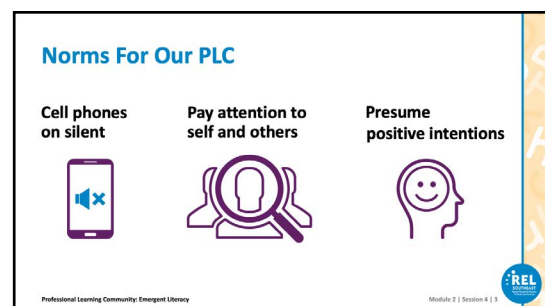 Norms For Our PLC
Cell phones
on silent
Pay attention to
self and others
Presume
positive intentions
Professional Learning Community: Emergent Literacy
Module 2 | Session 4 | 3
REL
SOUTHEAST